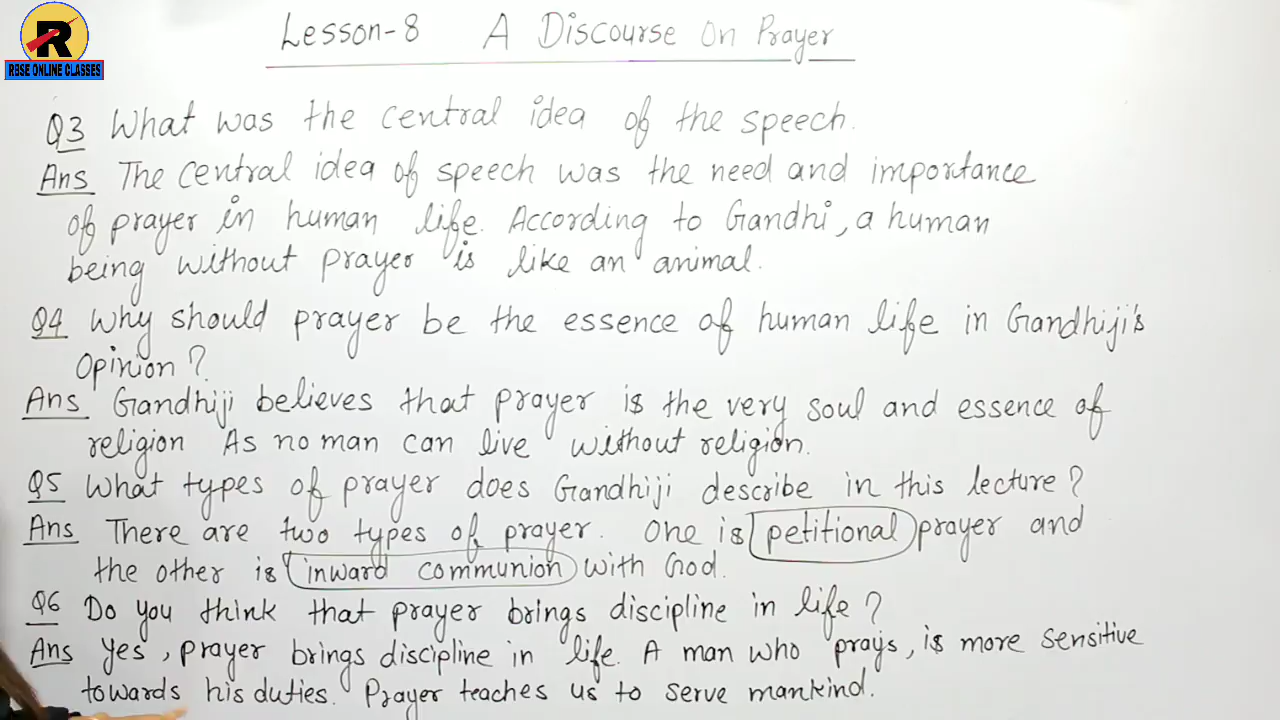 R
RBSE ONLINE CLASSES
Lesson-8 A Discourse On Prayer
Q3 What was the central idea of the speech.
Ans The central idea of speech was the need and importance
of prayer in human life. According to Gandhi, a human
being without prayer is like an animal.
Q4 Why should prayer be the essence of human life in Gandhiji's
Opinion?
Ans Gandhiji believes that prayer is the very soul and essence of
religion As no man can live without religion.
Q5 What types of prayer does Gandhiji describe in this lecture?
Ans There are two types of prayer. One is petitional prayer and
the other is inward communion with God.
Q6 Do you think that prayer brings discipline in life?
Ans Yes, prayer brings discipline in life. A man who prays, is more sensitive
towards his duties. Prayer teaches us to serve mankind.